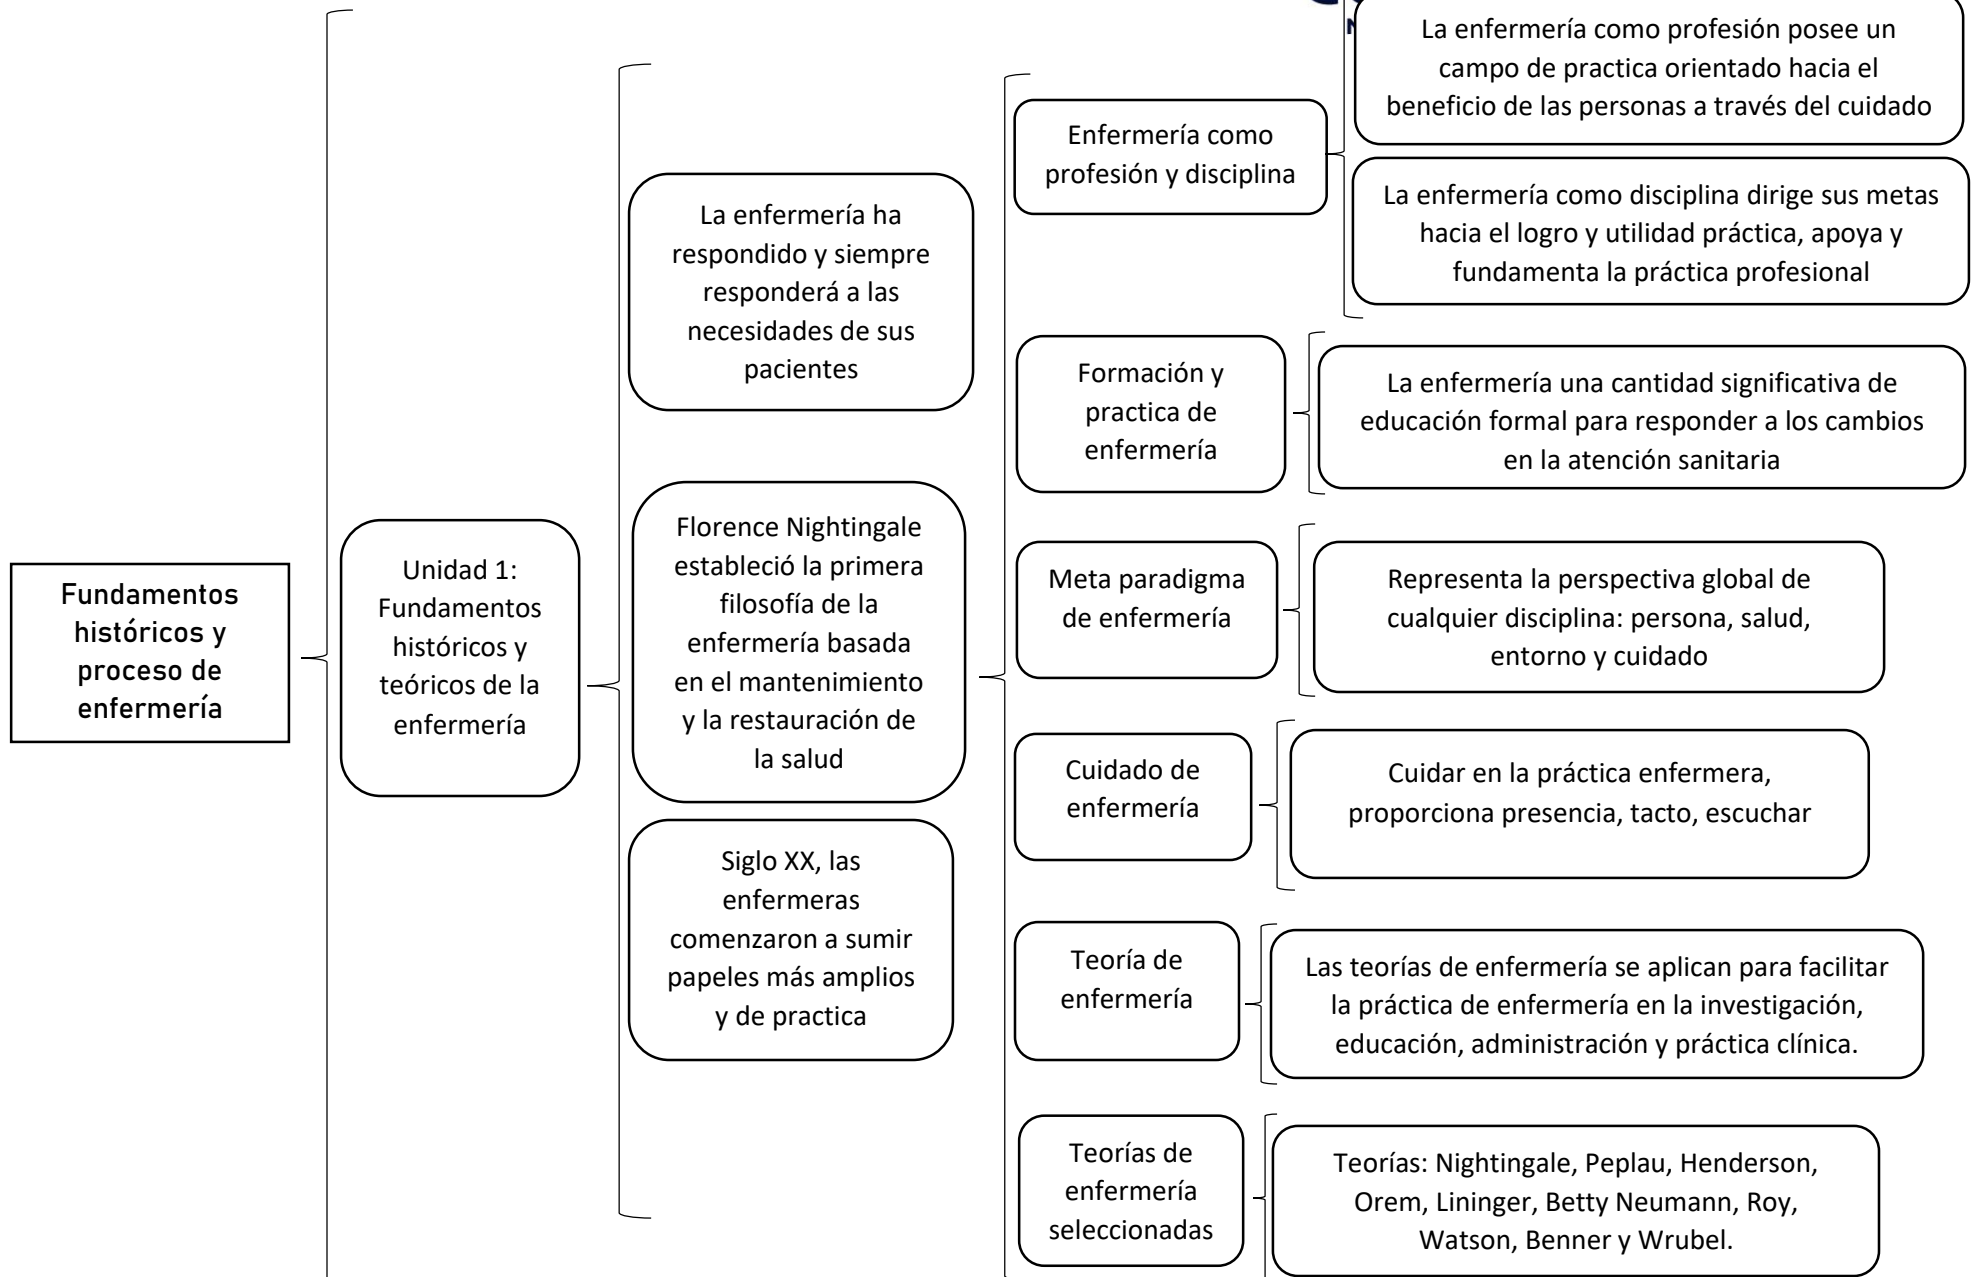 Fundamentos
históricos y
proceso de
enfermería
Unidad 1:
Fundamentos
históricos y
teóricos de la
enfermería
La enfermería ha
respondido y siempre
responderá a las
necesidades de sus
pacientes
Florence Nightingale
estableció la primera
filosofía de la
enfermería basada
en el mantenimiento
y la restauración de
la salud
Siglo XX, las
enfermeras
comenzaron a sumir
papeles más amplios
y de practica
Enfermería como
profesión y disciplina
La enfermería como profesión posee un
campo de practica orientado hacia el
beneficio de las personas a través del cuidado
La enfermería como disciplina dirige sus metas
hacia el logro y utilidad práctica, apoya y
fundamenta la práctica profesional
Formación y
practica de
enfermería
La enfermería una cantidad significativa de
educación formal para responder a los cambios
en la atención sanitaria
Meta paradigma
de enfermería
Representa la perspectiva global de
cualquier disciplina: persona, salud,
entorno y cuidado
Cuidado de
enfermería
Cuidar en la práctica enfermera,
proporciona presencia, tacto, escuchar
Teoría de
enfermería
Las teorías de enfermería se aplican para facilitar
la práctica de enfermería en la investigación,
educación, administración y práctica clínica.
Teorías de
enfermería
seleccionadas
Teorías: Nightingale, Peplau, Henderson,
Orem, Lininger, Betty Neumann, Roy,
Watson, Benner y Wrubel.